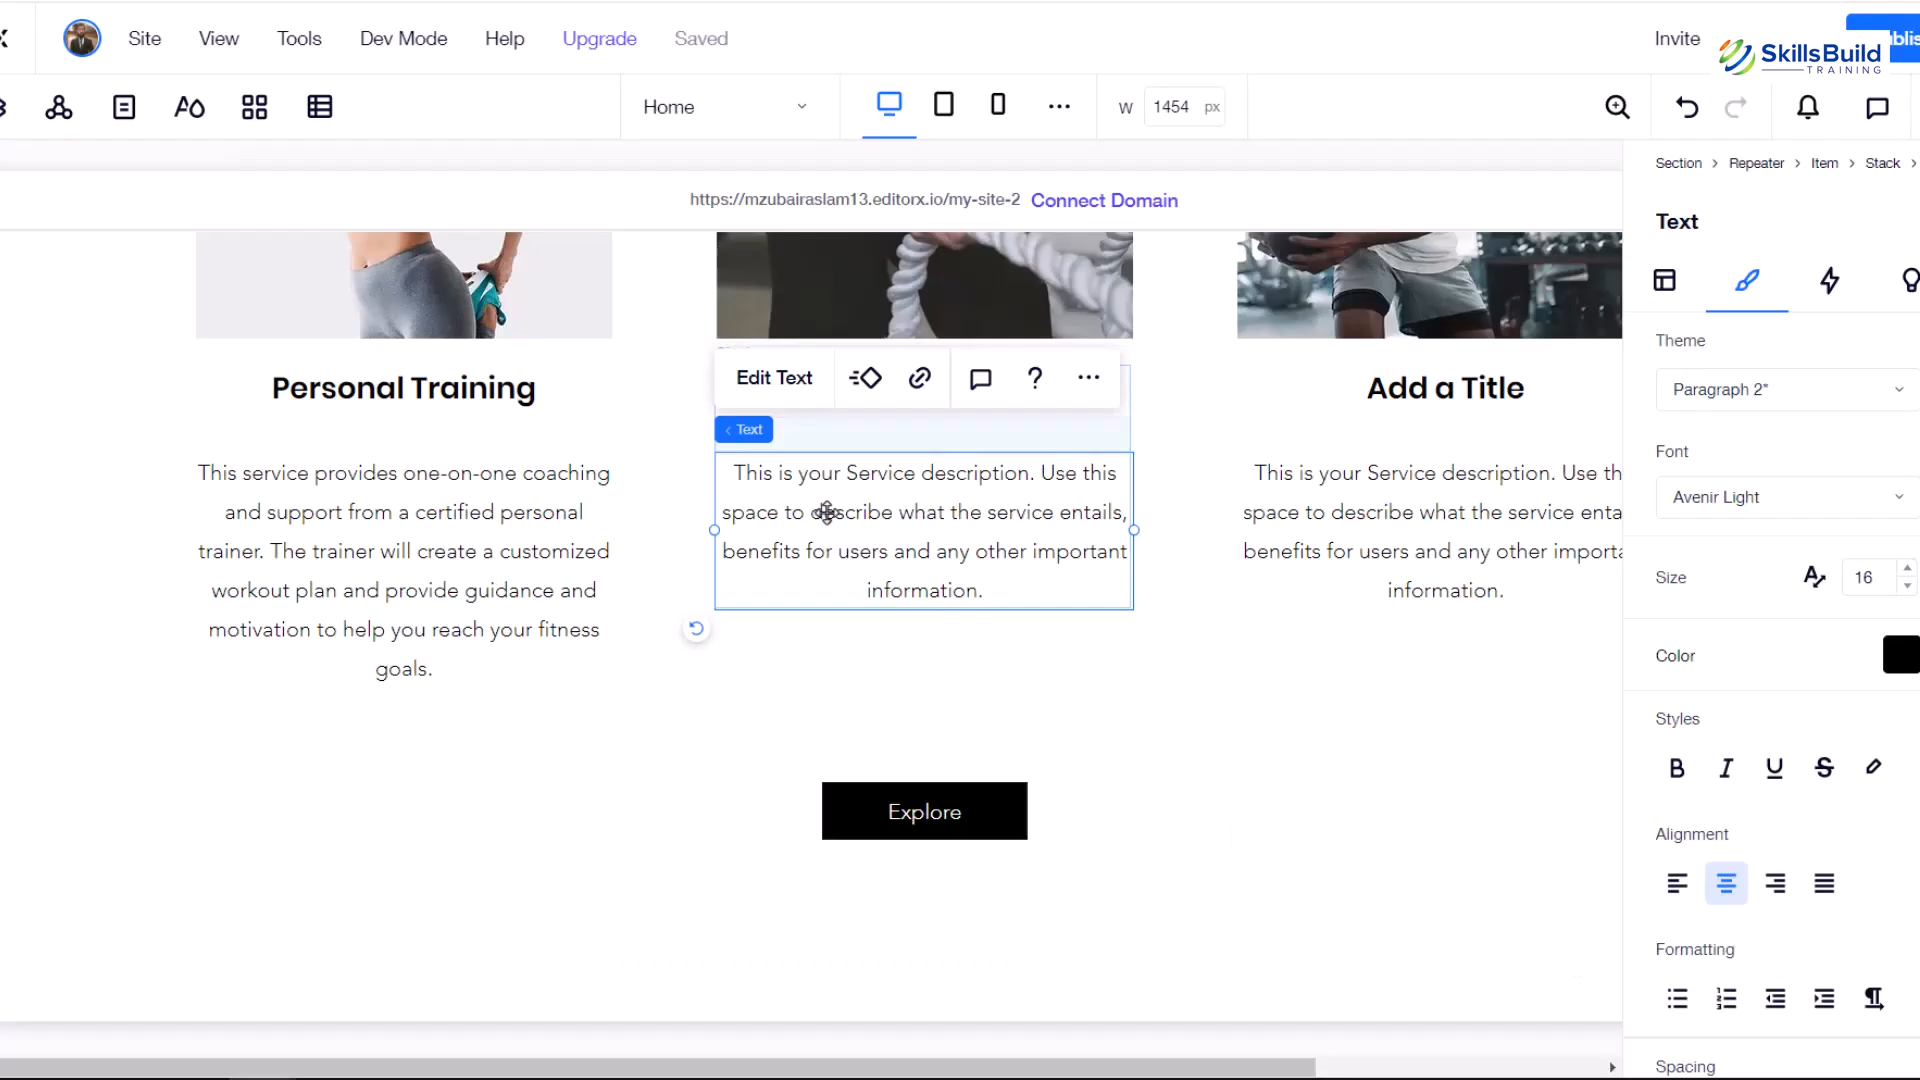 Site View Tools Dev Mode Help Upgrade Saved Invite
SkillsBuild
TRAINING
Home W 1454 px
Section > Repeater > Item > Stack >
https://mzubairaslam13.editorx.io/my-site-2 Connect Domain
Text
Theme
Paragraph 2*
Font
Avenir Light
Size 16
Color
Styles
B I U S
Alignment
Formatting
Spacing
Personal Training
This service provides one-on-one coaching
and support from a certified personal
trainer. The trainer will create a customized
workout plan and provide guidance and
motivation to help you reach your fitness
goals.
Edit Text
< Text
This is your Service description. Use this
space to describe what the service entails,
benefits for users and any other important
information.
Add a Title
This is your Service description. Use th
space to describe what the service enta
benefits for users and any other importa
information.
Explore